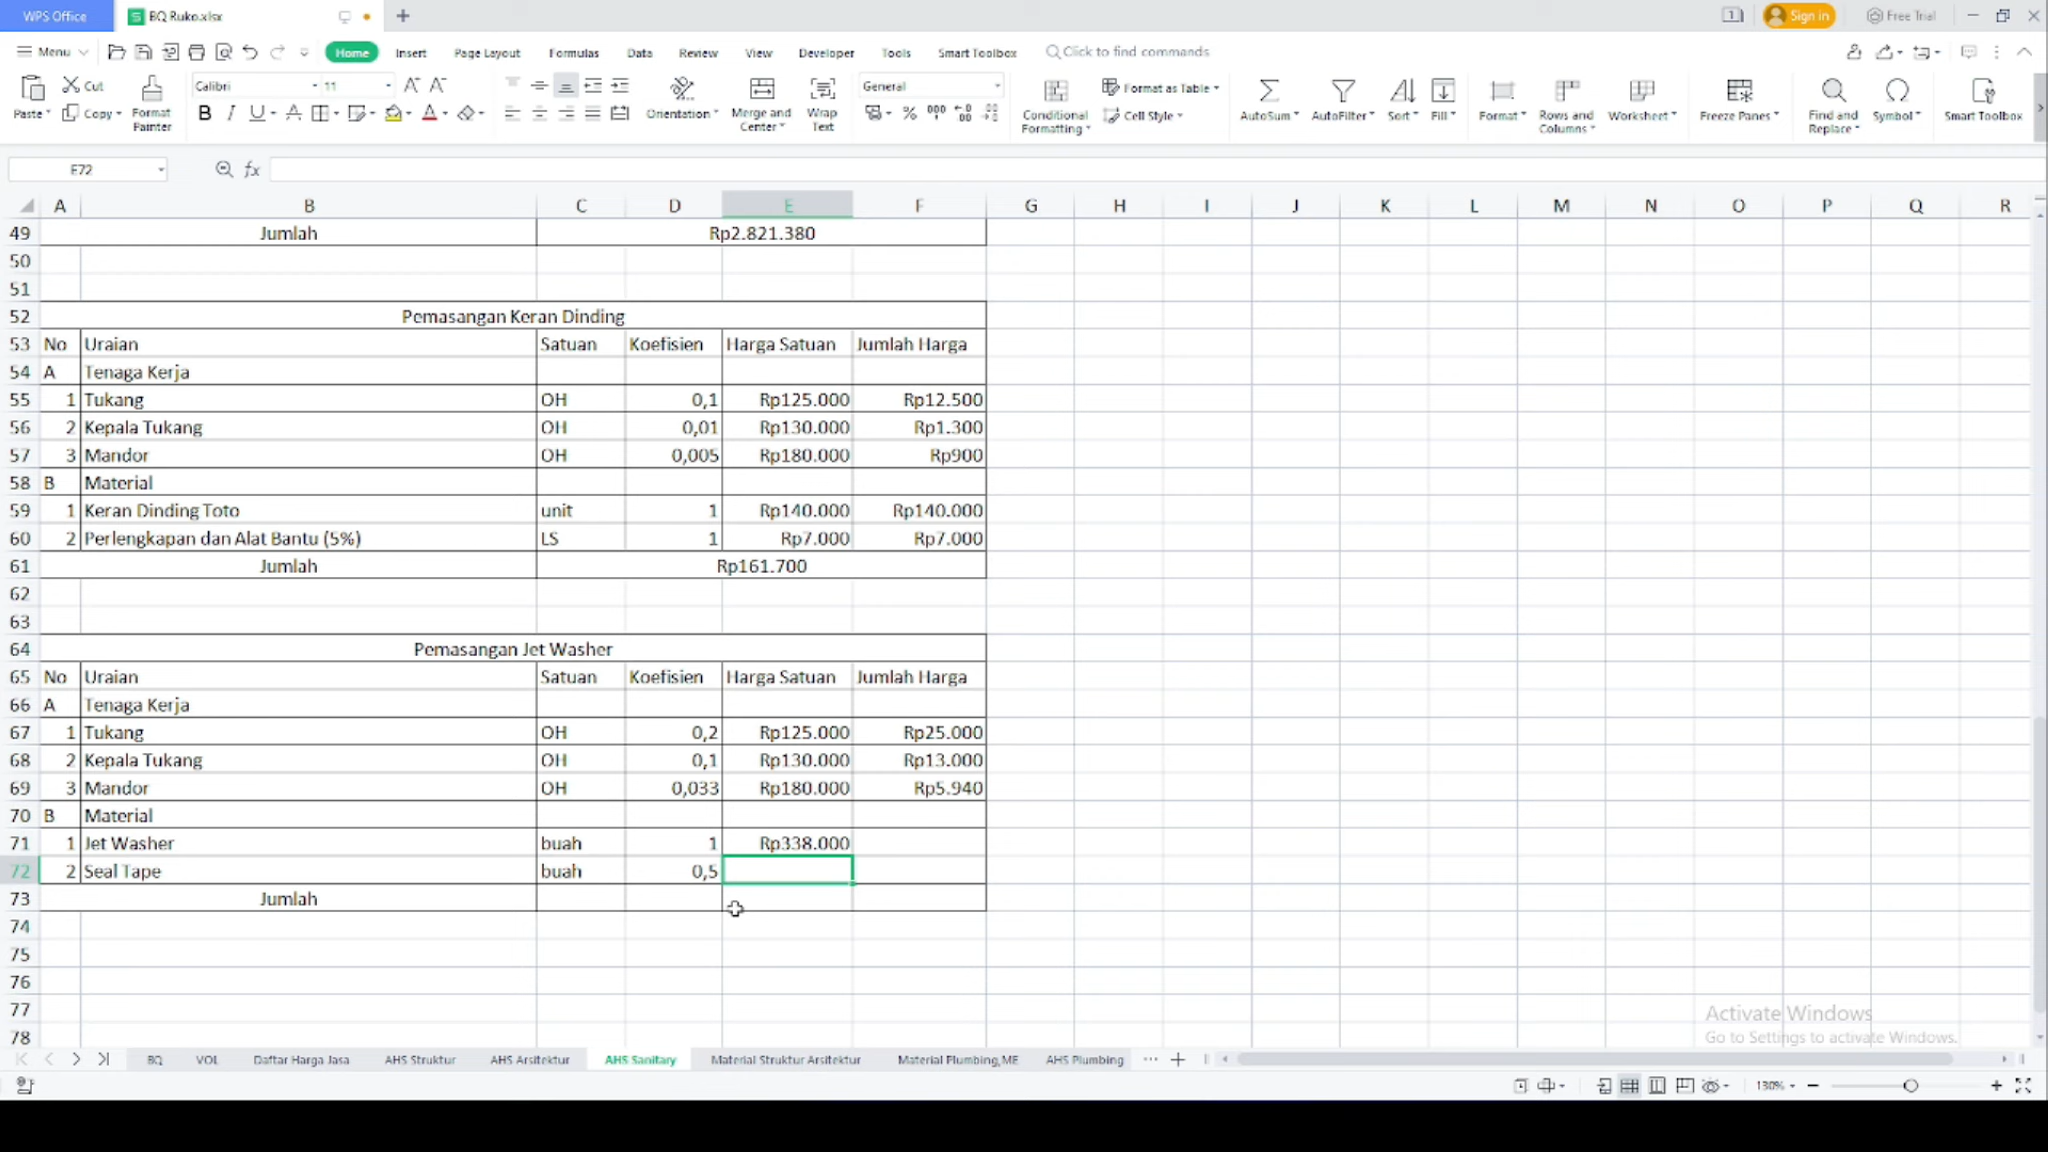 WPS Office BQ Ruko.xlsx 1 Sign in Free Trial
Menu Home Insert Page Layout Formulas Data Review View Developer Tools Smart Toolbox Click to find commands
Paste Cut Copy Format Painter Calibri 11 Orientation Merge and Center Wrap Text General Conditional Formatting Format as Table Cell Style AutoSum AutoFilter Sort Fill Format Rows and Columns Worksheet Freeze Panes Find and Replace Symbol Smart Toolbox
E72 fx
A B C D E F G H I J K L M N O P Q R
49 Jumlah Rp2.821.380
50
51
52 Pemasangan Keran Dinding
53 No Uraian Satuan Koefisien Harga Satuan Jumlah Harga
54 A Tenaga Kerja
55 1 Tukang OH 0,1 Rp125.000 Rp12.500
56 2 Kepala Tukang OH 0,01 Rp130.000 Rp1.300
57 3 Mandor OH 0,005 Rp180.000 Rp900
58 B Material
59 1 Keran Dinding Toto unit 1 Rp140.000 Rp140.000
60 2 Perlengkapan dan Alat Bantu (5%) LS 1 Rp7.000 Rp7.000
61 Jumlah Rp161.700
62
63
64 Pemasangan Jet Washer
65 No Uraian Satuan Koefisien Harga Satuan Jumlah Harga
66 A Tenaga Kerja
67 1 Tukang OH 0,2 Rp125.000 Rp25.000
68 2 Kepala Tukang OH 0,1 Rp130.000 Rp13.000
69 3 Mandor OH 0,033 Rp180.000 Rp5.940
70 B Material
71 1 Jet Washer buah 1 Rp338.000
72 2 Seal Tape buah 0,5
73 Jumlah
74
75
76
77
78
Activate Windows
Go to Settings to activate Windows.
BQ VOL Daftar Harga Jasa AHS Struktur AHS Arsitektur AHS Sanitary Material Struktur Arsitektur Material Plumbing,ME AHS Plumbing ...
130%